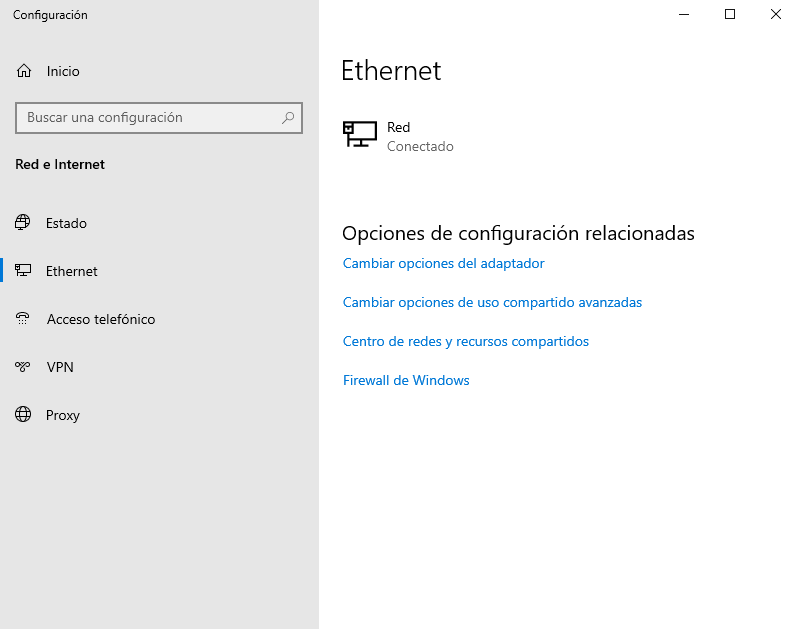 Configuración
Inicio
Buscar una configuración
Red e Internet
Estado
Ethernet
Acceso telefónico
VPN
Proxy
Ethernet
Red
Conectado
Opciones de configuración relacionadas
Cambiar opciones del adaptador
Cambiar opciones de uso compartido avanzadas
Centro de redes y recursos compartidos
Firewall de Windows